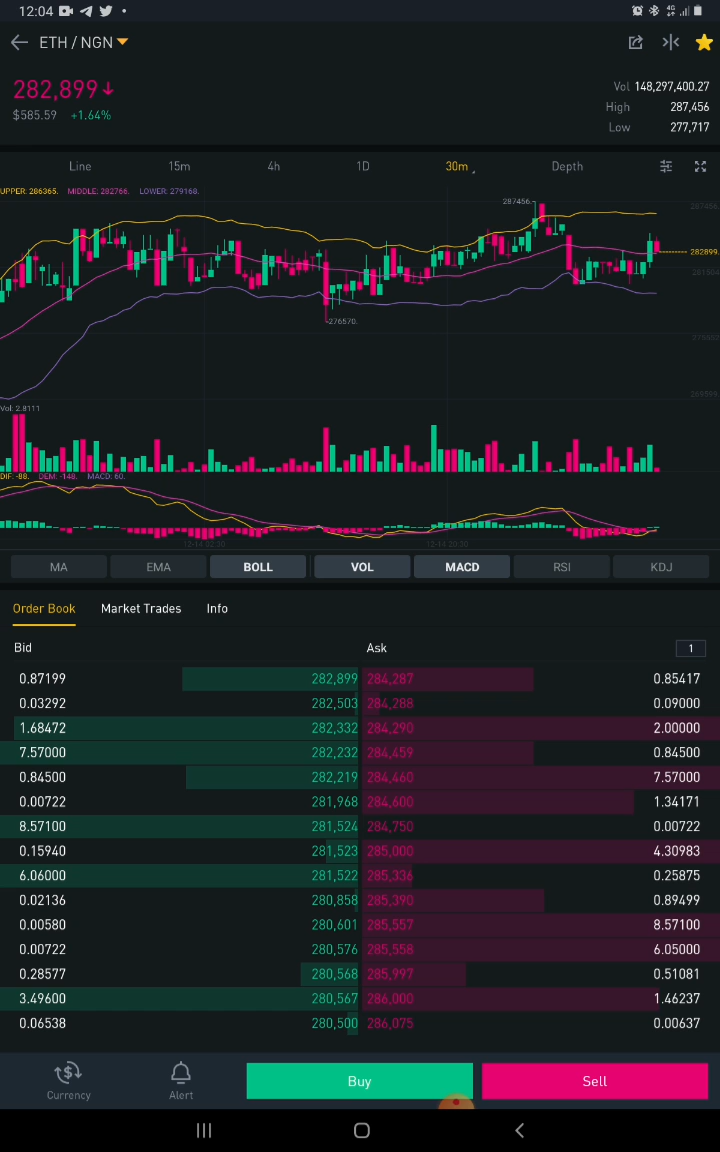 12:04
4G
ETH / NGN
282,899↓
Vol 148,297,400.27
$585.59 +1.64%
High 287,456
Low 277,717
Line 15m 4h 1D 30m Depth
UPPER: 286365. MIDDLE: 282766. LOWER: 279168.
287456.
282899.
276570.
Vol: 2.8111
DIF: -88. DEM: -148. MACD: 60.
MA EMA BOLL VOL MACD RSI KDJ
Order Book Market Trades Info
Bid Ask 1
0.87199 282,899 284,287 0.85417
0.03292 282,503 284,288 0.09000
1.68472 282,332 284,290 2.00000
7.57000 282,232 284,459 0.84500
0.84500 282,219 284,460 7.57000
0.00722 281,968 284,600 1.34171
8.57100 281,524 284,750 0.00722
0.15940 281,523 285,000 4.30983
6.06000 281,522 285,336 0.25875
0.02136 280,858 285,390 0.89499
0.00580 280,601 285,557 8.57100
0.00722 280,576 285,558 6.05000
0.28577 280,568 285,997 0.51081
3.49600 280,567 286,000 1.46237
0.06538 280,500 286,075 0.00637
Currency Alert Buy Sell